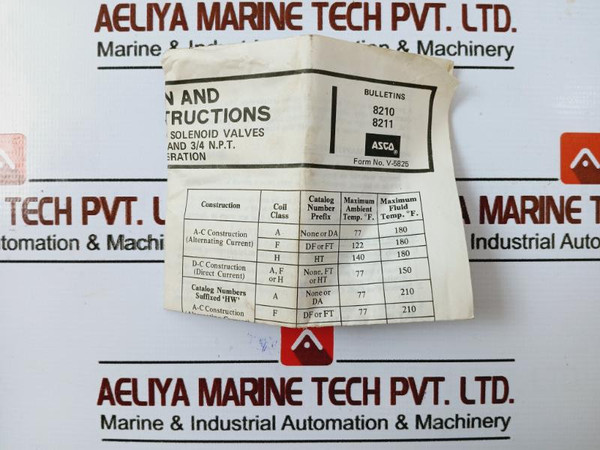 AELIYA MARINE TECH PVT. LTD.
Marine & Industrial Automation & Machinery
N AND
TRUCTIONS
SOLENOID VALVES
AND 3/4 N.P.T.
ERATION
BULLETINS
8210
8211
ASCO
Form No. V-5825
Construction Coil Class Catalog Number Prefix Maximum Ambient Temp. °F. Maximum Fluid Temp. °F.
A-C Construction (Alternating Current) A None or DA 77 180
F DF or FT 122 180
H HT 140 180
D-C Construction (Direct Current) A, F or H None, FT or HT 77 150
Catalog Numbers Suffixed 'HW' A None or DA 77 210
A-C Construction F DF or FT 77 210
TECH PVT. LTD.
utomation & Machi
A MARINE TE
Industrial Autom
AELIYA MARINE TECH PVT. LTD.
Marine & Industrial Automation & Machinery